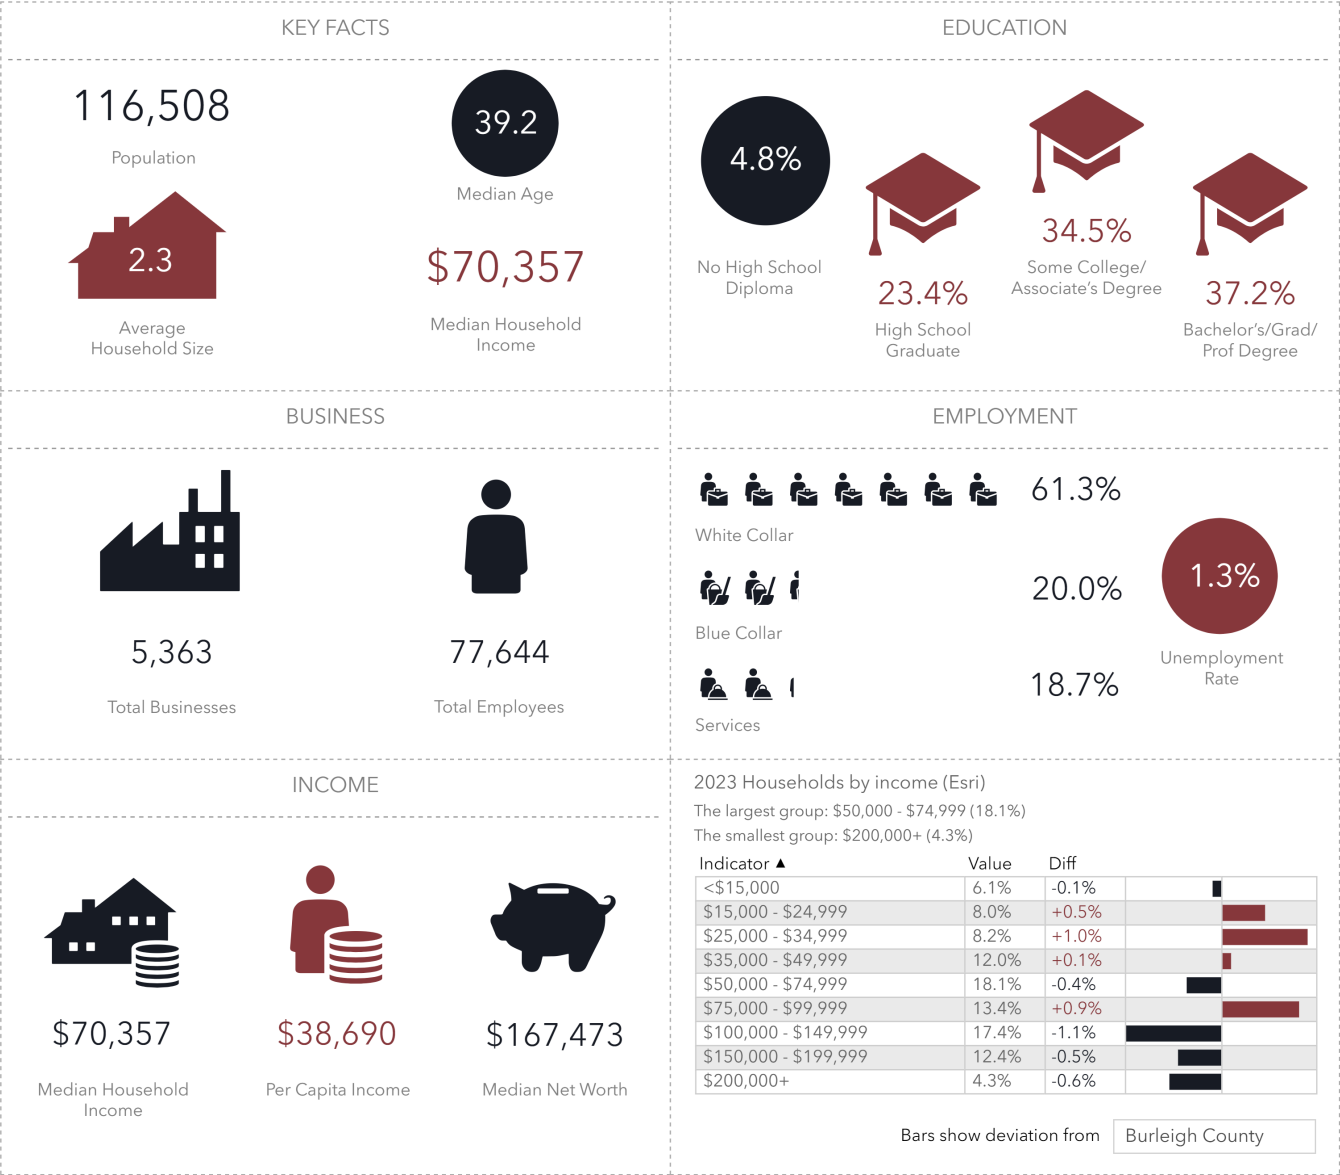 KEY FACTS
116,508
Population
39.2
Median Age
2.3
Average
Household Size
$70,357
Median Household
Income
EDUCATION
4.8%
No High School
Diploma
23.4%
High School
Graduate
34.5%
Some College/
Associate's Degree
37.2%
Bachelor's/Grad/
Prof Degree
BUSINESS
5,363
Total Businesses
77,644
Total Employees
EMPLOYMENT
61.3%
White Collar
20.0%
Blue Collar
18.7%
Services
1.3%
Unemployment
Rate
INCOME
$70,357
Median Household
Income
$38,690
Per Capita Income
$167,473
Median Net Worth
2023 Households by income (Esri)
The largest group: $50,000 - $74,999 (18.1%)
The smallest group: $200,000+ (4.3%)
Indicator ▲ Value Diff
<$15,000 6.1% -0.1%
$15,000 - $24,999 8.0% +0.5%
$25,000 - $34,999 8.2% +1.0%
$35,000 - $49,999 12.0% +0.1%
$50,000 - $74,999 18.1% -0.4%
$75,000 - $99,999 13.4% +0.9%
$100,000 - $149,999 17.4% -1.1%
$150,000 - $199,999 12.4% -0.5%
$200,000+ 4.3% -0.6%
Bars show deviation from Burleigh County